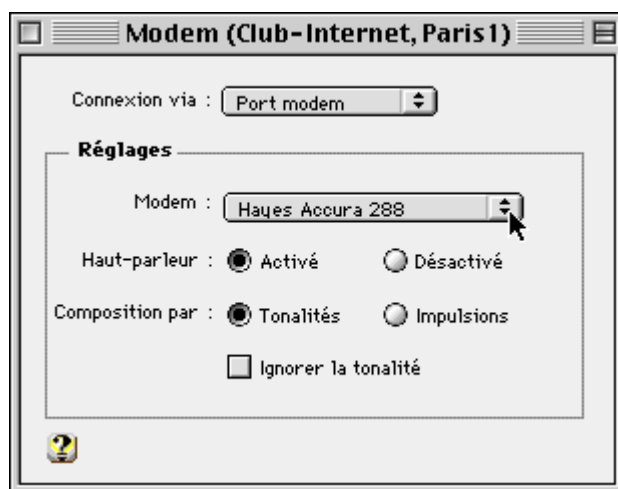 Modem (Club-Internet, Paris1)
Connexion via : Port modem
Réglages
Modem : Hayes Accura 288
Haut-parleur : Activé Désactivé
Composition par : Tonalités Impulsions
Ignorer la tonalité
?